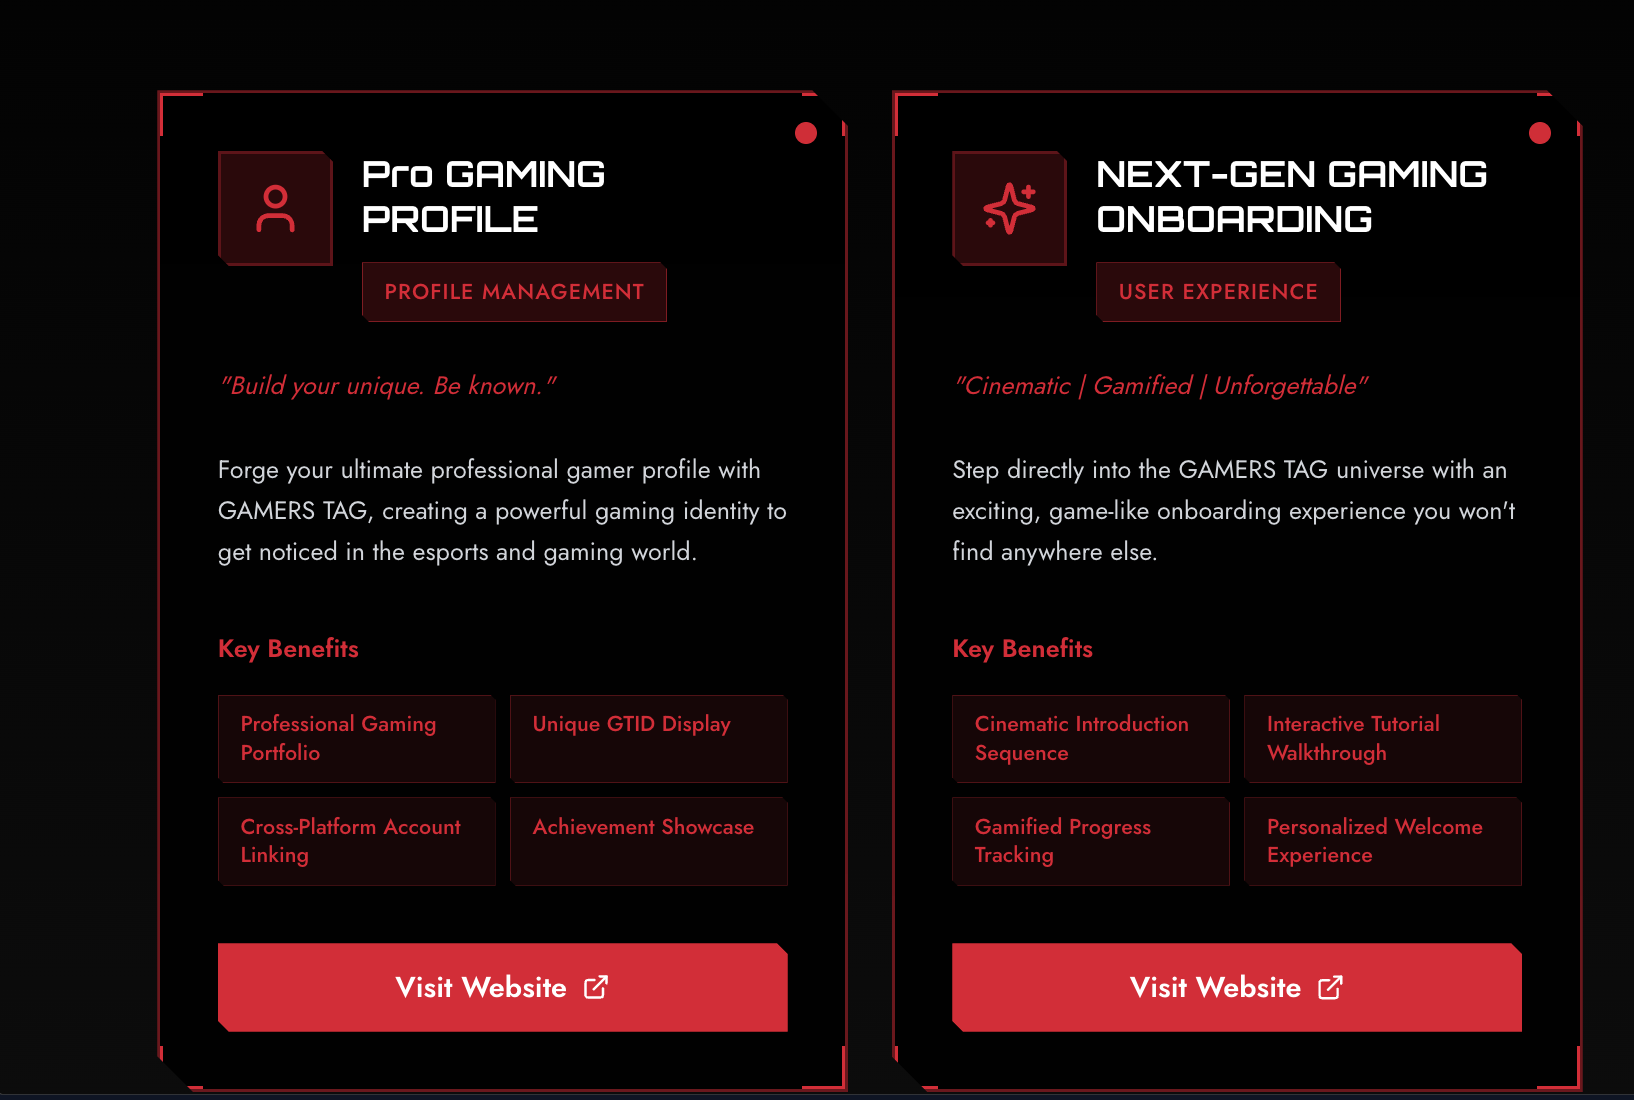 Pro GAMING
PROFILE
PROFILE MANAGEMENT
"Build your unique. Be known."
Forge your ultimate professional gamer profile with
GAMERS TAG, creating a powerful gaming identity to
get noticed in the esports and gaming world.
Key Benefits
Professional Gaming
Portfolio
Unique GTID Display
Cross-Platform Account
Linking
Achievement Showcase
Visit Website
NEXT-GEN GAMING
ONBOARDING
USER EXPERIENCE
"Cinematic | Gamified | Unforgettable"
Step directly into the GAMERS TAG universe with an
exciting, game-like onboarding experience you won't
find anywhere else.
Key Benefits
Cinematic Introduction
Sequence
Interactive Tutorial
Walkthrough
Gamified Progress
Tracking
Personalized Welcome
Experience
Visit Website